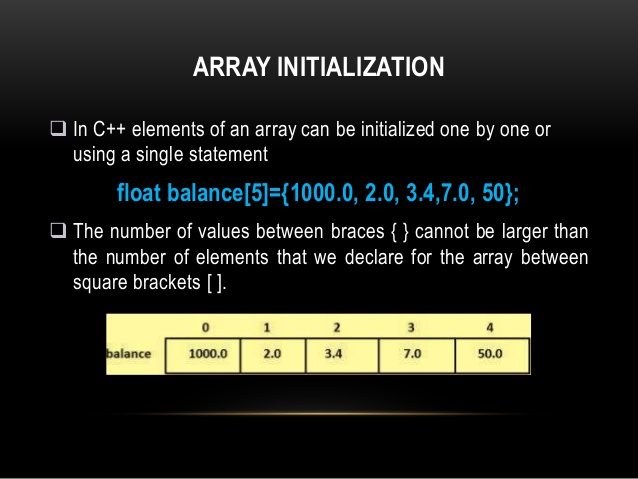 ARRAY INITIALIZATION
❑ In C++ elements of an array can be initialized one by one or
using a single statement
float balance[5]={1000.0, 2.0, 3.4,7.0, 50};
❑ The number of values between braces { } cannot be larger than
the number of elements that we declare for the array between
square brackets [ ].
0 1 2 3 4
balance 1000.0 2.0 3.4 7.0 50.0